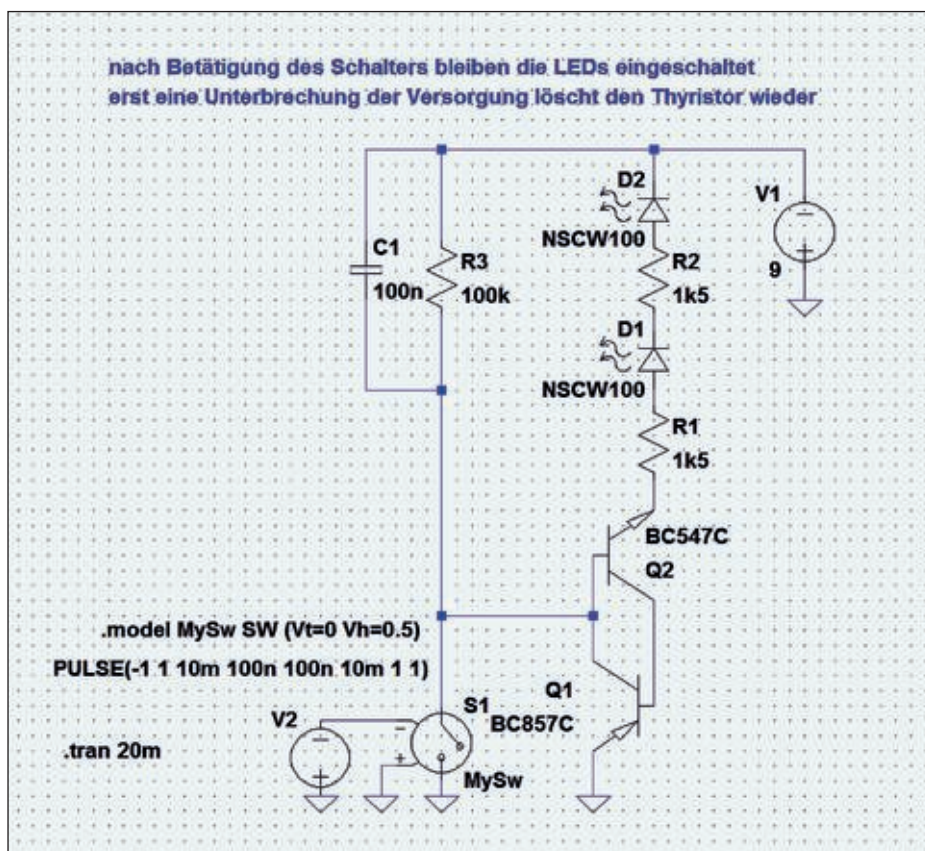 nach Betätigung des Schalters bleiben die LEDs eingeschaltet
erst eine Unterbrechung der Versorgung löscht den Thyristor wieder
D2
V1
NSCW100
C1
R3
R2
100n
100k
1k5
9
D1
NSCW100
R1
1k5
BC547C
Q2
.model MySw SW (Vt=0 Vh=0.5)
PULSE(-1 1 10m 100n 100n 10m 1 1)
Q1
S1
V2
BC857C
.tran 20m
MySw